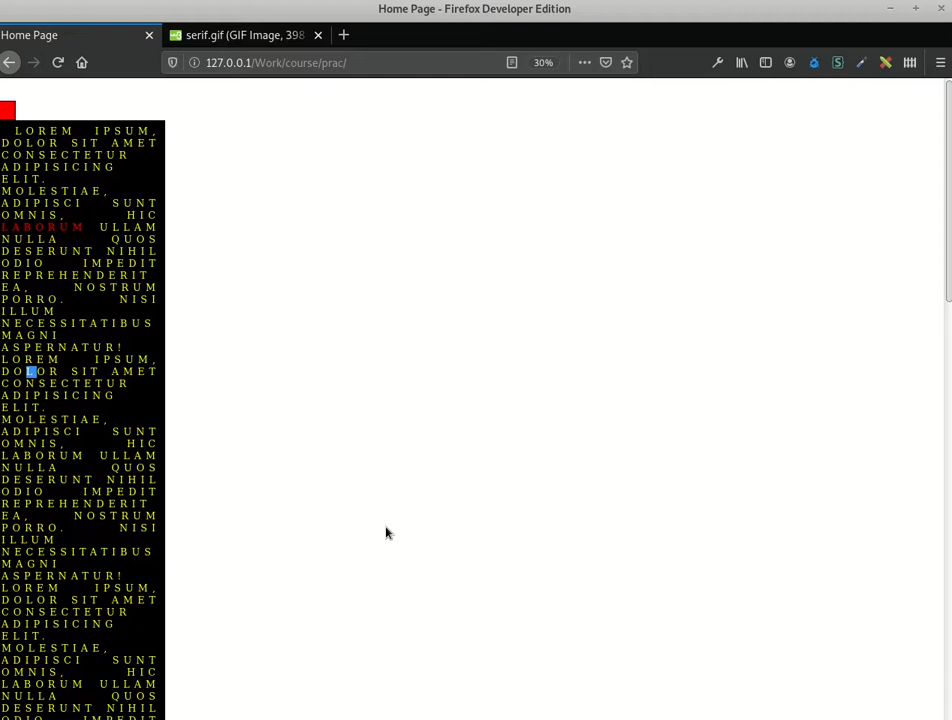 Home Page - Firefox Developer Edition
Home Page
serif.gif (GIF Image, 398
127.0.0.1/Work/course/prac/
30%
LOREM IPSUM,
DOLOR SIT AMET
CONSECTETUR
ADIPISICING
ELIT.
MOLESTIAE,
ADIPISCI SUNT
OMNIS, HIC
LABORUM ULLAM
NULLA QUOS
DESERUNT NIHIL
ODIO IMPEDIT
REPREHENDERIT
EA, NOSTRUM
PORRO. NISI
ILLUM
NECESSITATIBUS
MAGNI
ASPERNATUR!
LOREM IPSUM,
DOLOR SIT AMET
CONSECTETUR
ADIPISICING
ELIT.
MOLESTIAE,
ADIPISCI SUNT
OMNIS, HIC
LABORUM ULLAM
NULLA QUOS
DESERUNT NIHIL
ODIO IMPEDIT
REPREHENDERIT
EA, NOSTRUM
PORRO. NISI
ILLUM
NECESSITATIBUS
MAGNI
ASPERNATUR!
LOREM IPSUM,
DOLOR SIT AMET
CONSECTETUR
ADIPISICING
ELIT.
MOLESTIAE,
ADIPISCI SUNT
OMNIS, HIC
LABORUM ULLAM
NULLA QUOS
DESERUNT NIHIL
ODIO IMPEDIT